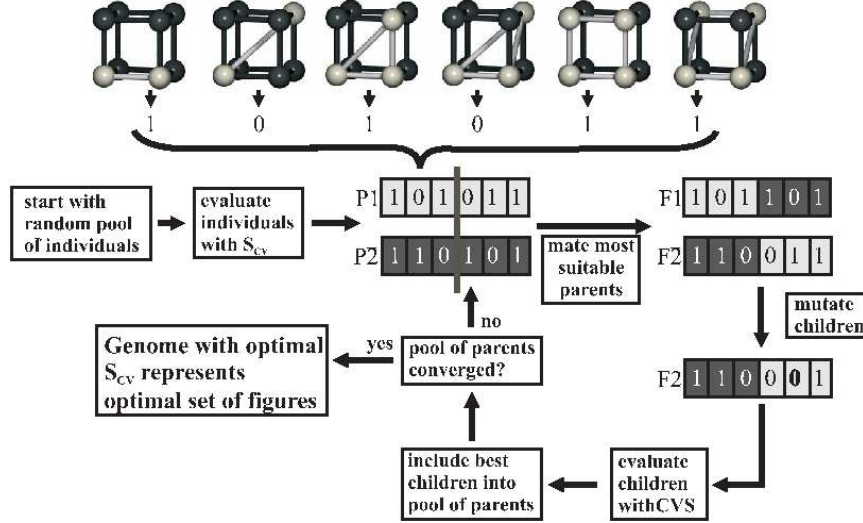 1 0 1 0 1 1
P1 1 0 1 0 1 1
P2 1 1 0 1 0 1
F1 1 0 1 1 0 1
F2 1 1 0 0 1 1
start with
random pool
of individuals
evaluate
individuals
with S_CV
mate most
suitable
parents
mutate
children
F2 1 1 0 0 0 1
no
yes
pool of parents
converged?
Genome with optimal
S_CV represents
optimal set of figures
include best
children into
pool of parents
evaluate
children
withCVS